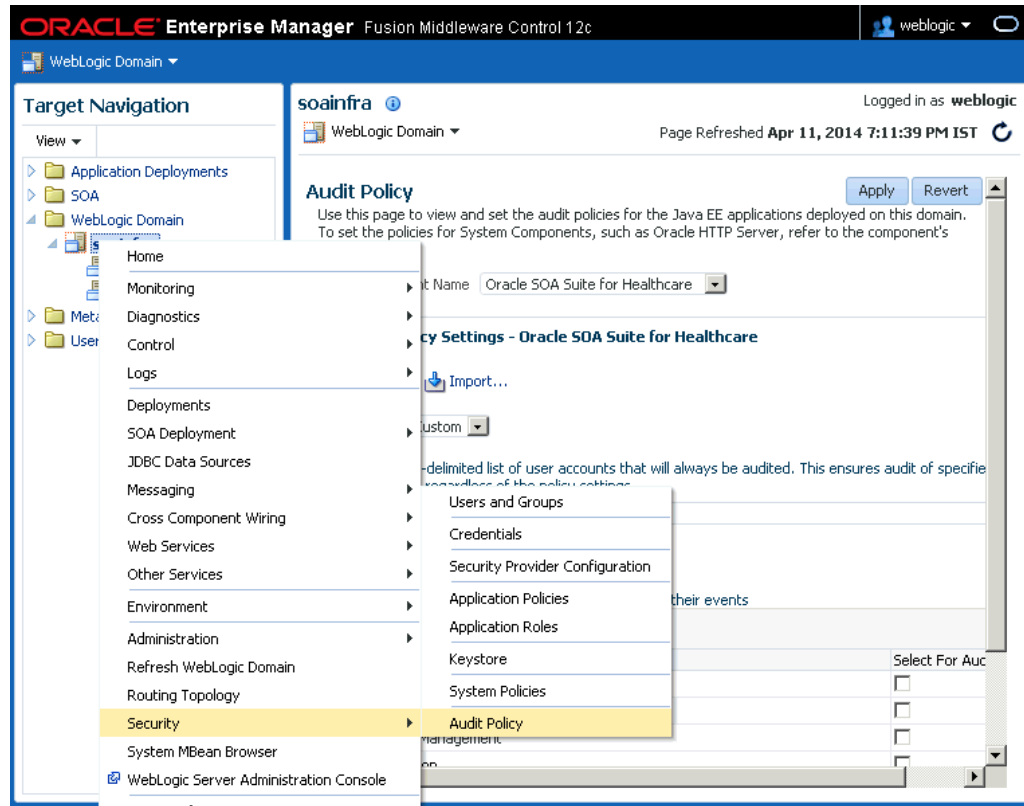 ORACLE Enterprise Manager Fusion Middleware Control 12c
weblogic
WebLogic Domain
Target Navigation
View
Application Deployments
SOA
WebLogic Domain
User
soainfra
Logged in as weblogic
WebLogic Domain
Page Refreshed Apr 11, 2014 7:11:39 PM IST
Audit Policy
Apply
Revert
Use this page to view and set the audit policies for the Java EE applications deployed on this domain.
To set the policies for System Components, such as Oracle HTTP Server, refer to the component's
Name Oracle SOA Suite for Healthcare
cy Settings - Oracle SOA Suite for Healthcare
Import...
ustom
-delimited list of user accounts that will always be audited. This ensures audit of specifie
regardless of the policy settings
their events
Select For Aud
Management
Home
Monitoring
Diagnostics
Control
Logs
Deployments
SOA Deployment
JDBC Data Sources
Messaging
Cross Component Wiring
Web Services
Other Services
Environment
Administration
Refresh WebLogic Domain
Routing Topology
Security
System MBean Browser
WebLogic Server Administration Console
Users and Groups
Credentials
Security Provider Configuration
Application Policies
Application Roles
Keystore
System Policies
Audit Policy